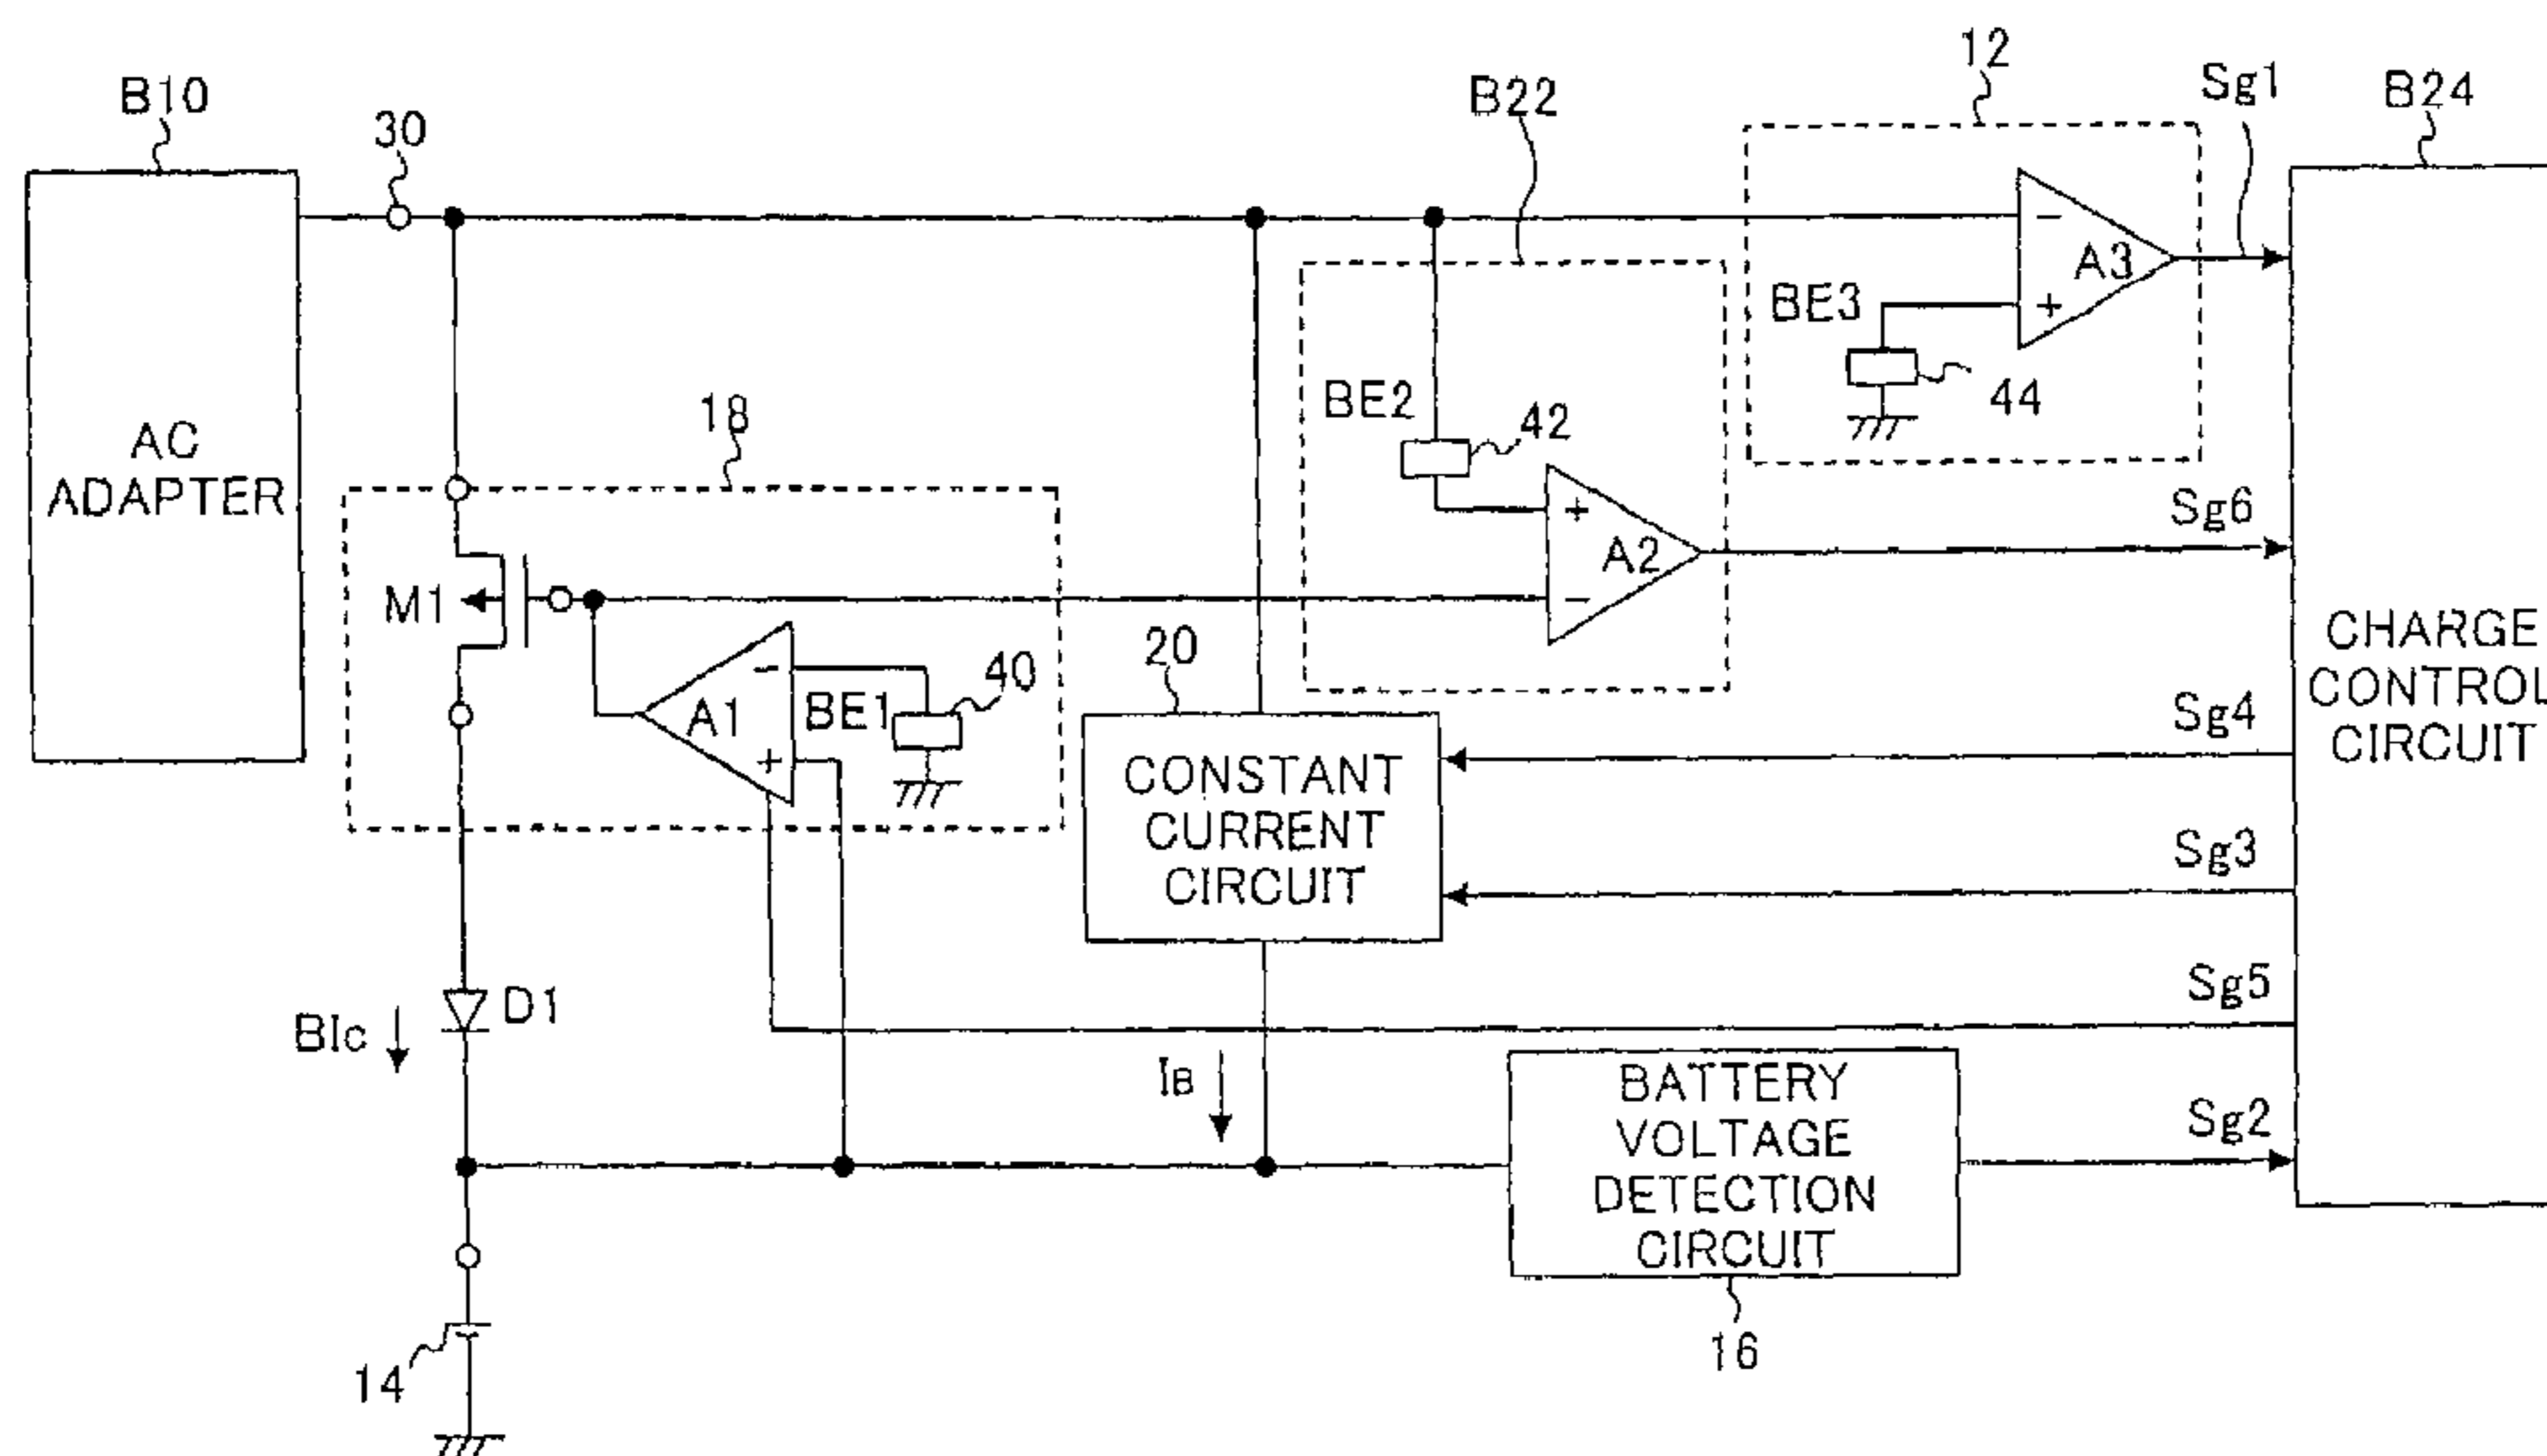 12
B10
30
B22
Sg1
B24
A3
-
+
BE3
44
AC
ADAPTER
18
BE2
42
+
A2
-
Sg6
M1
20
CHARGE
CONTROL
CIRCUIT
-
A1
+
BE1
40
Sg4
CONSTANT
CURRENT
CIRCUIT
Sg3
D1
BIc
Sg5
IB
BATTERY
VOLTAGE
DETECTION
CIRCUIT
Sg2
16
14